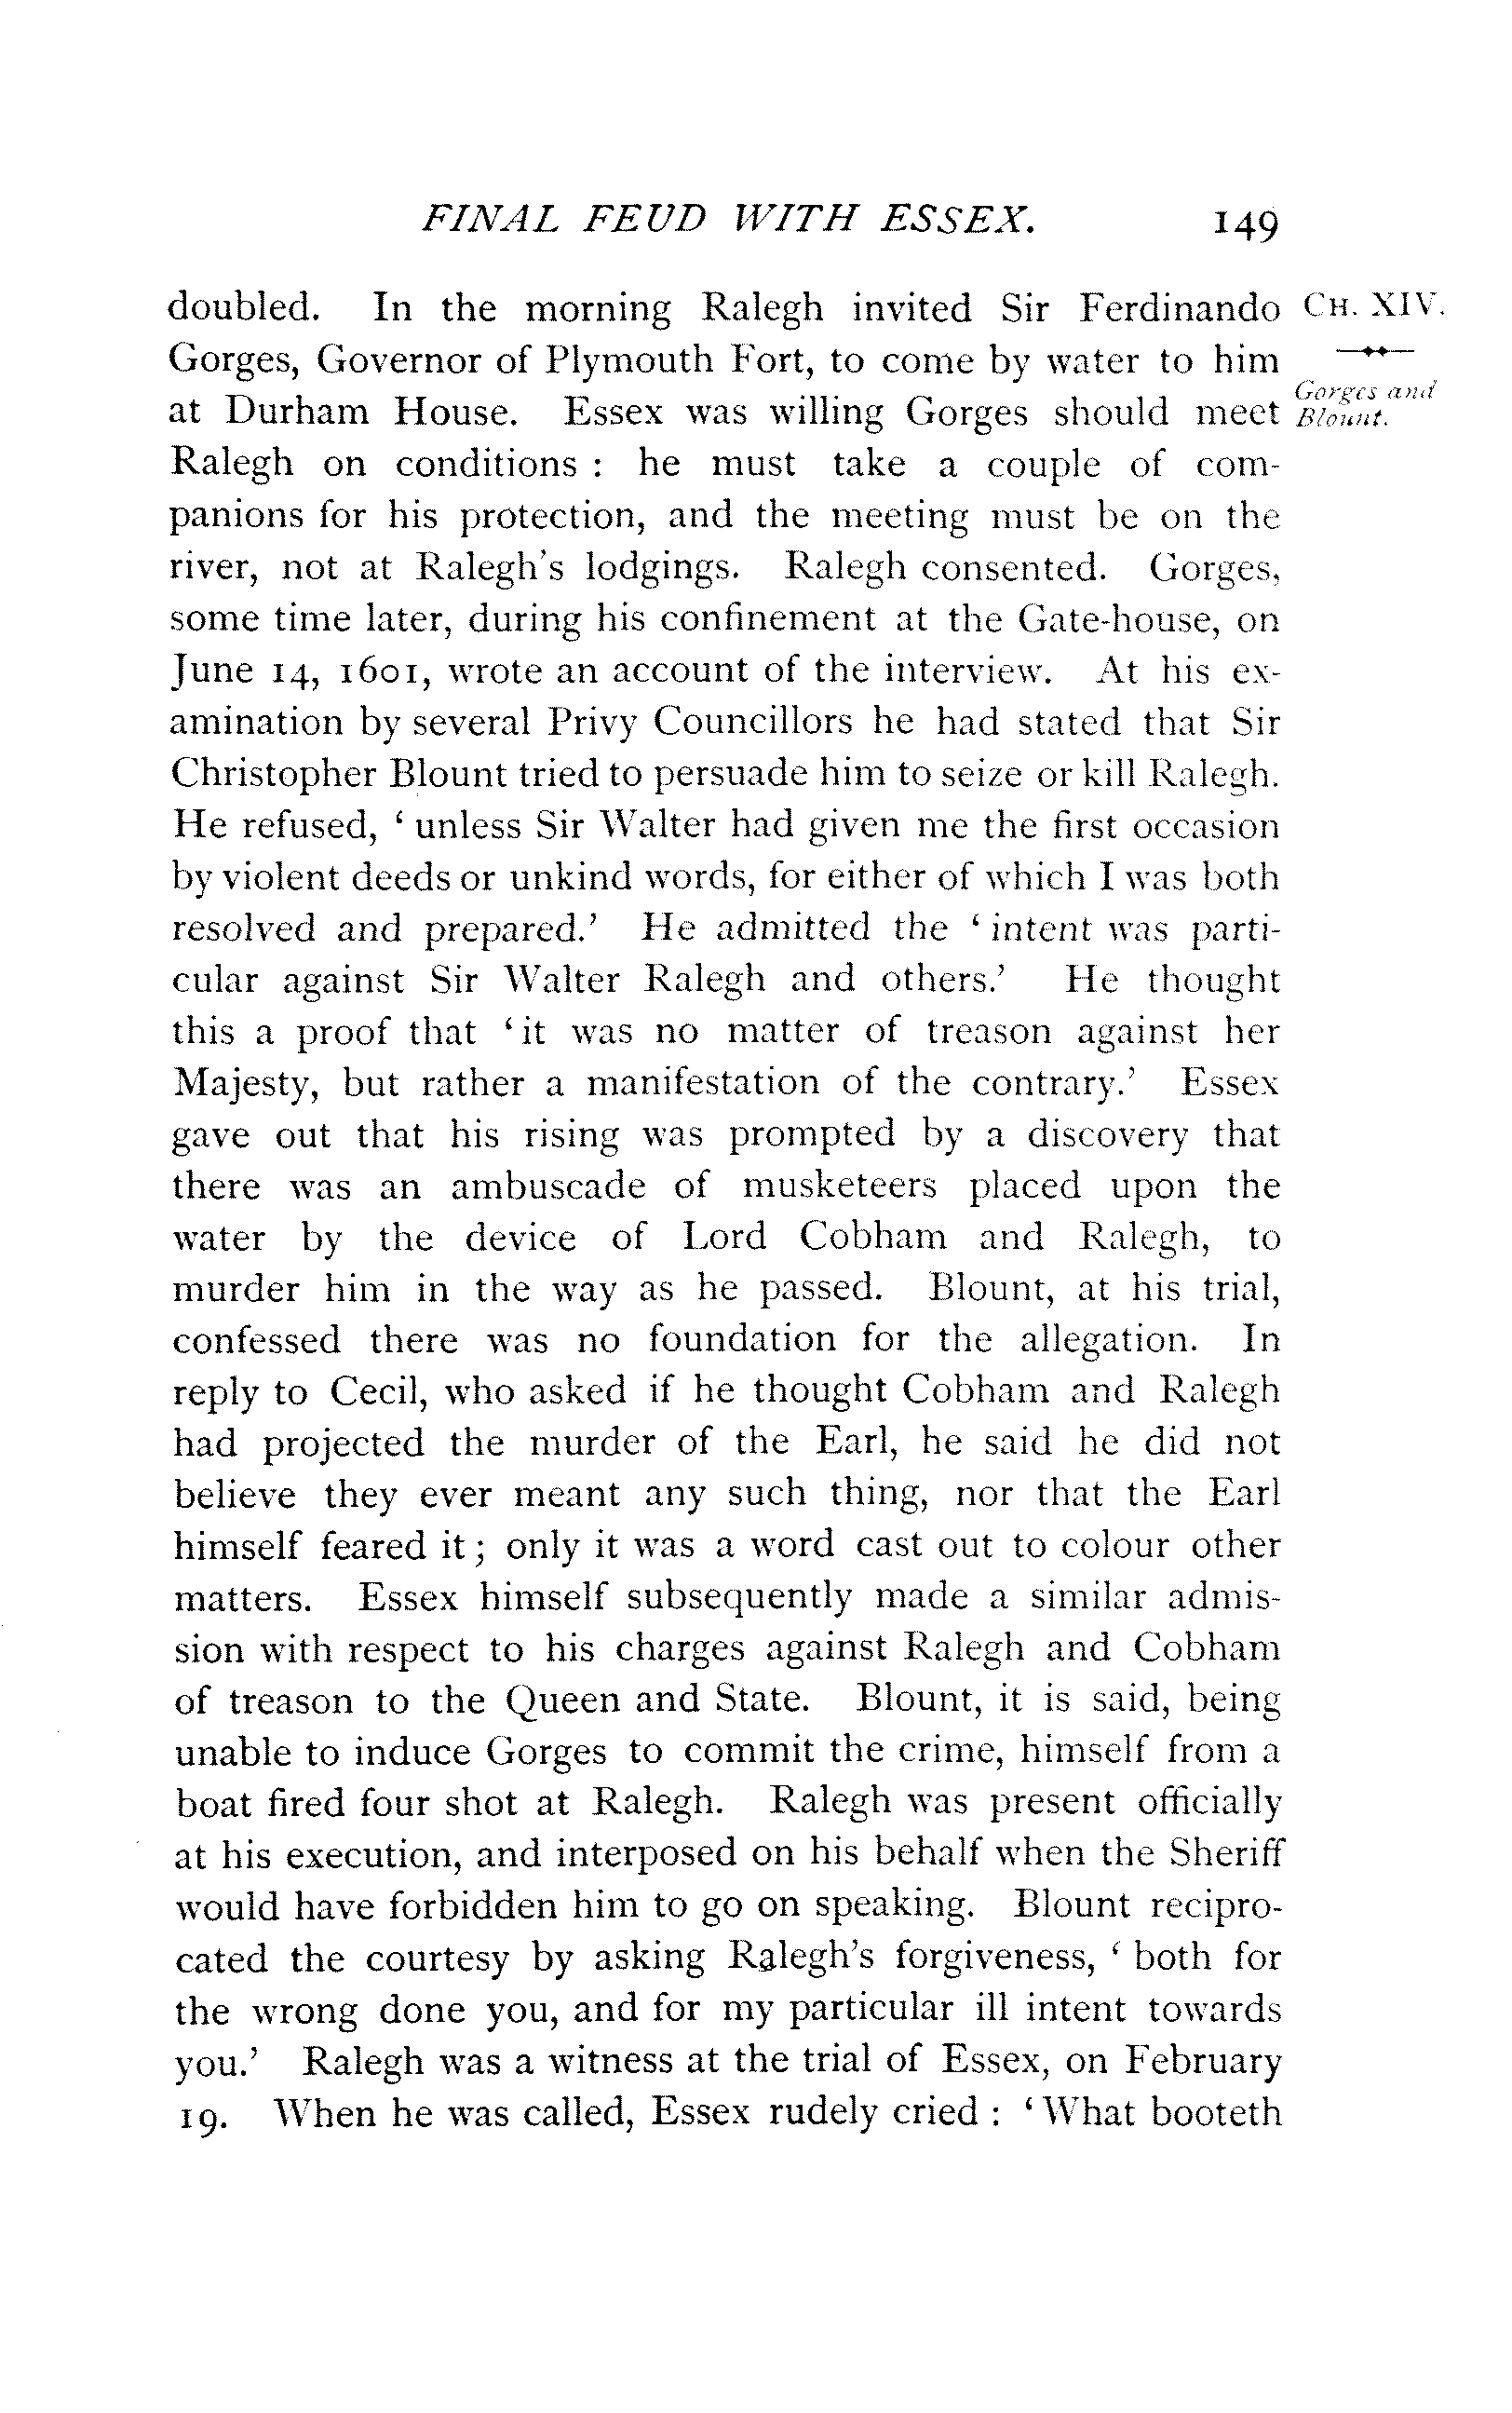 FINAL FEUD WITH ESSEX. 149
doubled. In the morning Ralegh invited Sir Ferdinando CH. XIV.
Gorges, Governor of Plymouth Fort, to come by water to him
Gorges and
at Durham House. Essex was willing Gorges should meet Blount.
Ralegh on conditions : he must take a couple of com-
panions for his protection, and the meeting must be on the
river, not at Ralegh's lodgings. Ralegh consented. Gorges,
some time later, during his confinement at the Gate-house, on
June 14, 1601, wrote an account of the interview. At his ex-
amination by several Privy Councillors he had stated that Sir
Christopher Blount tried to persuade him to seize or kill Ralegh.
He refused, ‘ unless Sir Walter had given me the first occasion
by violent deeds or unkind words, for either of which I was both
resolved and prepared.’ He admitted the ‘ intent was parti-
cular against Sir Walter Ralegh and others.’ He thought
this a proof that ‘ it was no matter of treason against her
Majesty, but rather a manifestation of the contrary.’ Essex
gave out that his rising was prompted by a discovery that
there was an ambuscade of musketeers placed upon the
water by the device of Lord Cobham and Ralegh, to
murder him in the way as he passed. Blount, at his trial,
confessed there was no foundation for the allegation. In
reply to Cecil, who asked if he thought Cobham and Ralegh
had projected the murder of the Earl, he said he did not
believe they ever meant any such thing, nor that the Earl
himself feared it ; only it was a word cast out to colour other
matters. Essex himself subsequently made a similar admis-
sion with respect to his charges against Ralegh and Cobham
of treason to the Queen and State. Blount, it is said, being
unable to induce Gorges to commit the crime, himself from a
boat fired four shot at Ralegh. Ralegh was present officially
at his execution, and interposed on his behalf when the Sheriff
would have forbidden him to go on speaking. Blount recipro-
cated the courtesy by asking Ralegh's forgiveness, ‘ both for
the wrong done you, and for my particular ill intent towards
you.’ Ralegh was a witness at the trial of Essex, on February
19. When he was called, Essex rudely cried : ‘ What booteth